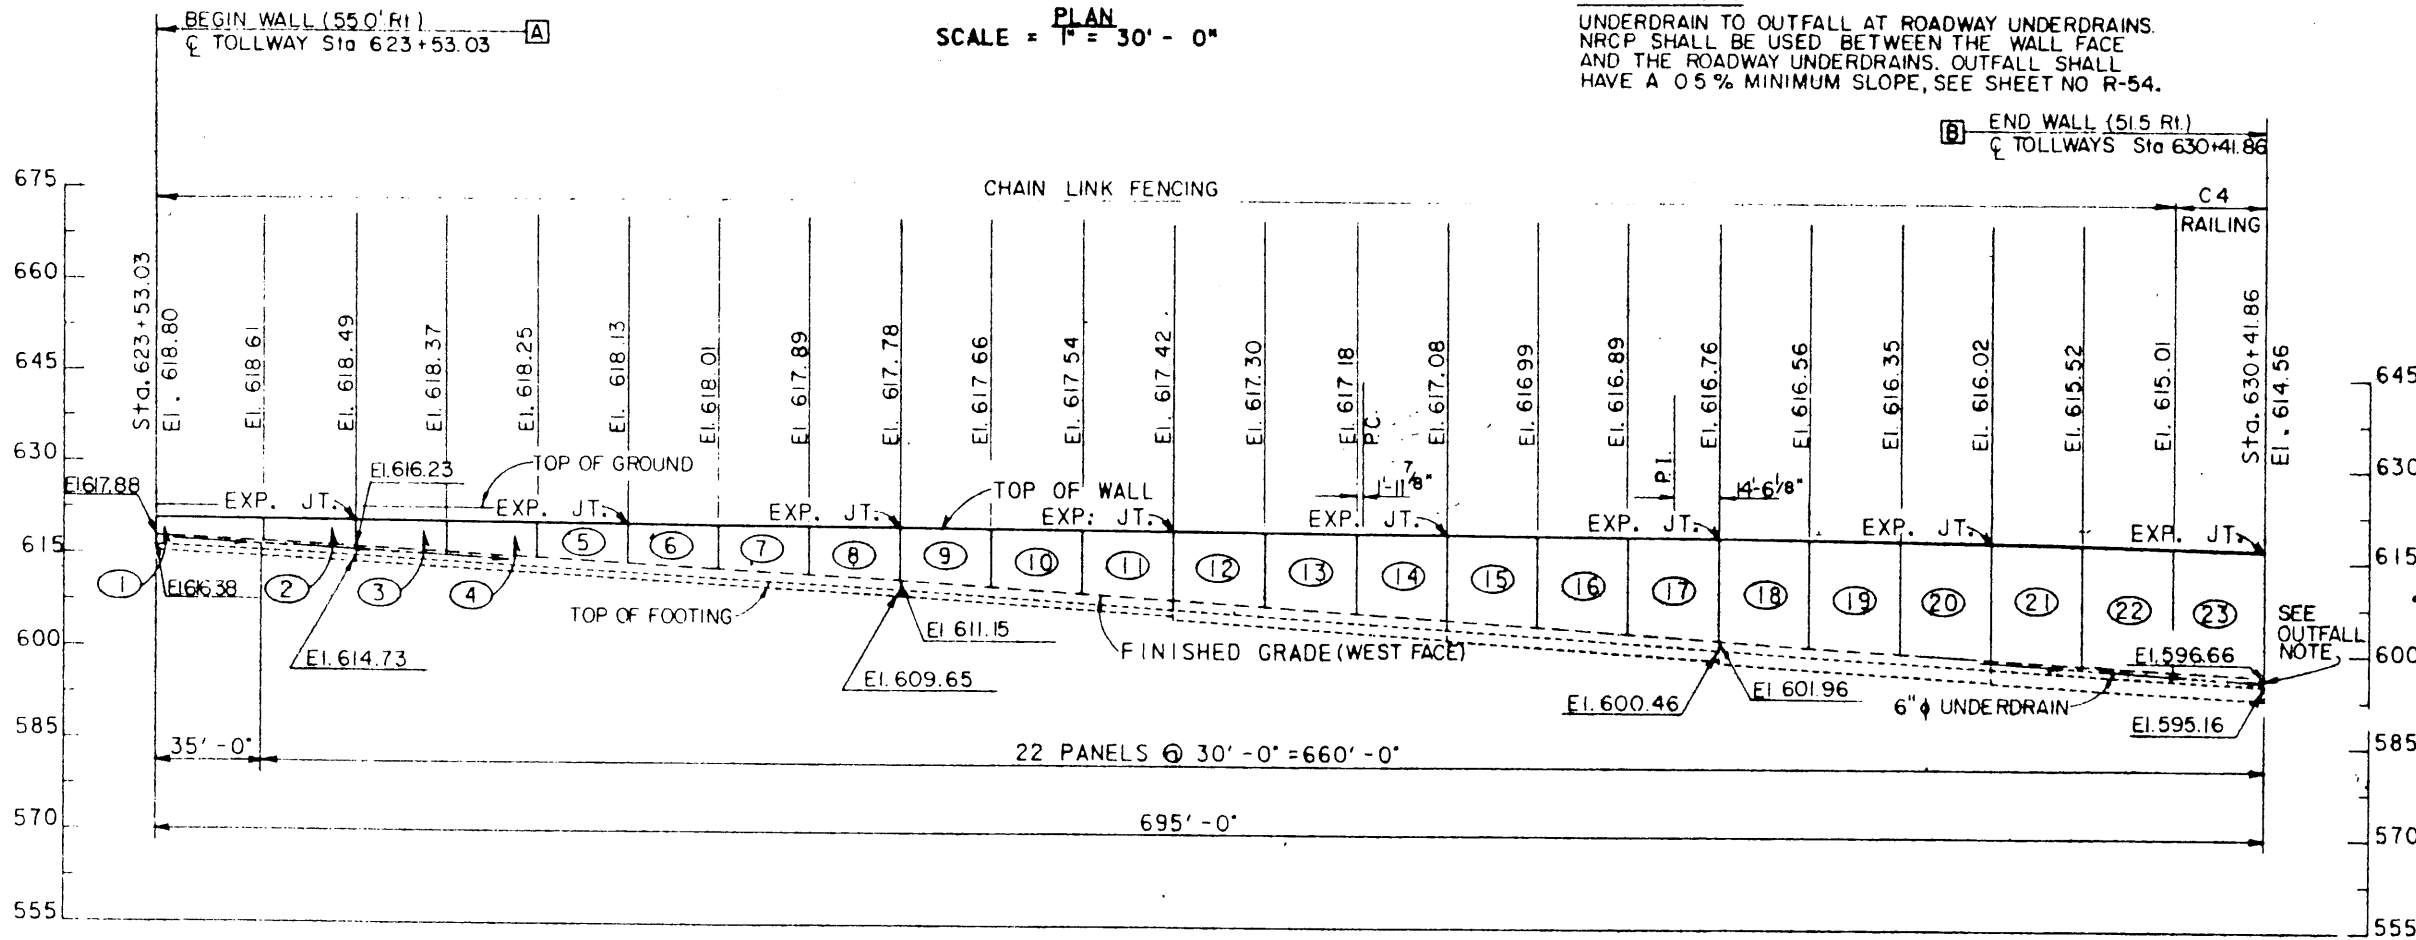 PLAN
SCALE = 1" = 30' - 0"
BEGIN WALL (55.0' Rt.)
℄ TOLLWAY Sta 623+53.03
A
UNDERDRAIN TO OUTFALL AT ROADWAY UNDERDRAINS.
NRCP SHALL BE USED BETWEEN THE WALL FACE
AND THE ROADWAY UNDERDRAINS. OUTFALL SHALL
HAVE A 0.5% MINIMUM SLOPE, SEE SHEET NO R-54.
B
END WALL (51.5 Rt.)
℄ TOLLWAYS Sta 630+41.86
CHAIN LINK FENCING
C4
RAILING
675
660
645
630
615
600
585
570
555
Sta. 623+53.03
El. 618.80
El. 618.61
El. 618.49
El. 618.37
El. 618.25
El. 618.13
El. 618.01
El. 617.89
El. 617.78
El. 617.66
El. 617.54
El. 617.42
El. 617.30
El. 617.18
P.C.
El. 617.08
El. 616.99
El. 616.89
P.I.
El. 616.76
El. 616.56
El. 616.35
El. 616.02
El. 615.52
El. 615.01
Sta. 630+41.86
El. 614.56
645
630
615
600
585
570
555
El.617.88
El.616.23
TOP OF GROUND
TOP OF WALL
1'-11 7/8"
14'-6 1/8"
EXP. JT.
EXP. JT.
EXP. JT.
EXP. JT.
EXP. JT.
EXP. JT.
EXP. JT.
EXP. JT.
1
2
3
4
5
6
7
8
9
10
11
12
13
14
15
16
17
18
19
20
21
22
23
El.616.38
TOP OF FOOTING
El.614.73
El 611.15
El.609.65
FINISHED GRADE (WEST FACE)
El.600.46
El 601.96
6" ϕ UNDERDRAIN
El.596.66
El.595.16
SEE
OUTFALL
NOTE
35'-0"
22 PANELS @ 30'-0" = 660'-0"
695'-0"